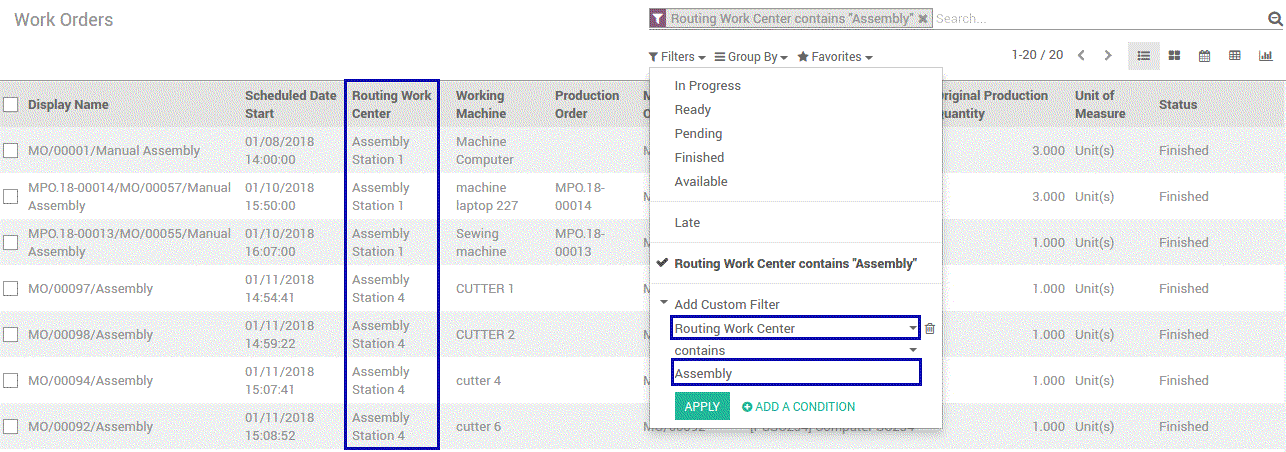 Work Orders
Routing Work Center contains "Assembly" ✖ Search...
Filters Group By Favorites 1-20 / 20
In Progress
Ready
Pending
Finished
Available
Late
Routing Work Center contains "Assembly"
Add Custom Filter
Routing Work Center
contains
Assembly
APPLY ADD A CONDITION
Display Name Scheduled Date Routing Work Working Production Original Production Unit of Status
Start Center Machine Order Quantity Measure
MO/00001/Manual Assembly 01/08/2018 Assembly Machine 3.000 Unit(s) Finished
14:00:00 Station 1 Computer
MPO.18-00014/MO/00057/Manual 01/10/2018 Assembly machine MPO.18- 3.000 Unit(s) Finished
Assembly 15:50:00 Station 1 laptop 227 00014
MPO.18-00013/MO/00055/Manual 01/10/2018 Assembly Sewing MPO.18- 1.000 Unit(s) Finished
Assembly 16:07:00 Station 1 machine 00013
MO/00097/Assembly 01/11/2018 Assembly CUTTER 1 1.000 Unit(s) Finished
14:54:41 Station 4
MO/00098/Assembly 01/11/2018 Assembly CUTTER 2 1.000 Unit(s) Finished
14:59:22 Station 4
MO/00094/Assembly 01/11/2018 Assembly cutter 4 1.000 Unit(s) Finished
15:07:41 Station 4
MO/00092/Assembly 01/11/2018 Assembly cutter 6 1.000 Unit(s) Finished
15:08:52 Station 4